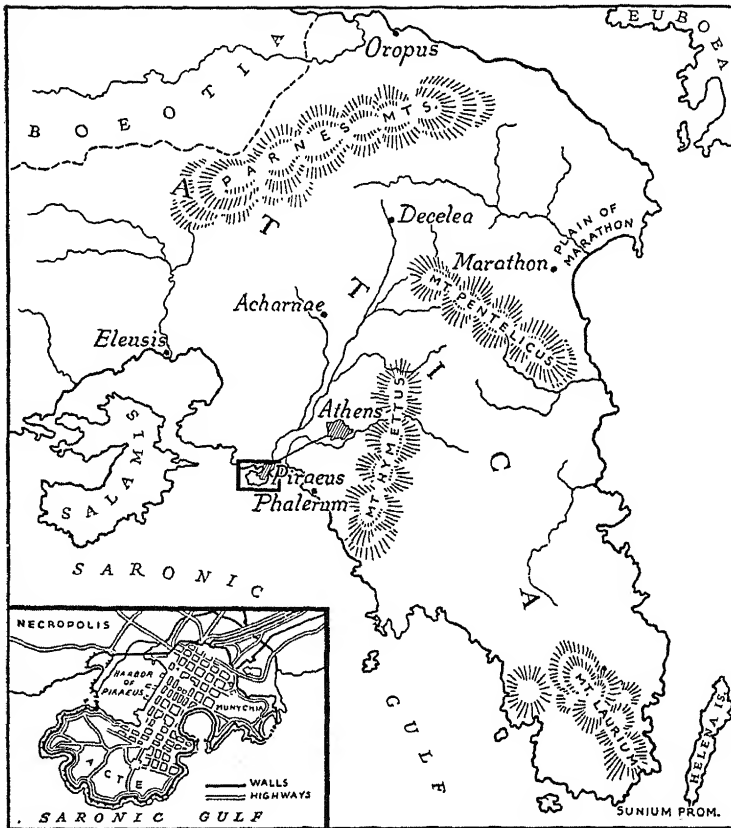 EUBOEA
Oropus
BOEOTIA
PARNES MTS.
ATTICA
Decelea
PLAIN OF
MARATHON
Marathon
MT. PENTELICUS
Acharnae
Eleusis
Athens
MT HYMETTUS
SALAMIS
Piraeus
Phalerum
SARONIC
GULF
MT LAURIUM
HELENA IS.
SUNIUM PROM.
NECROPOLIS
HARBOR
OF
PIRAEUS
MUNYCHIA
ACTE
WALLS
HIGHWAYS
SARONIC GULF